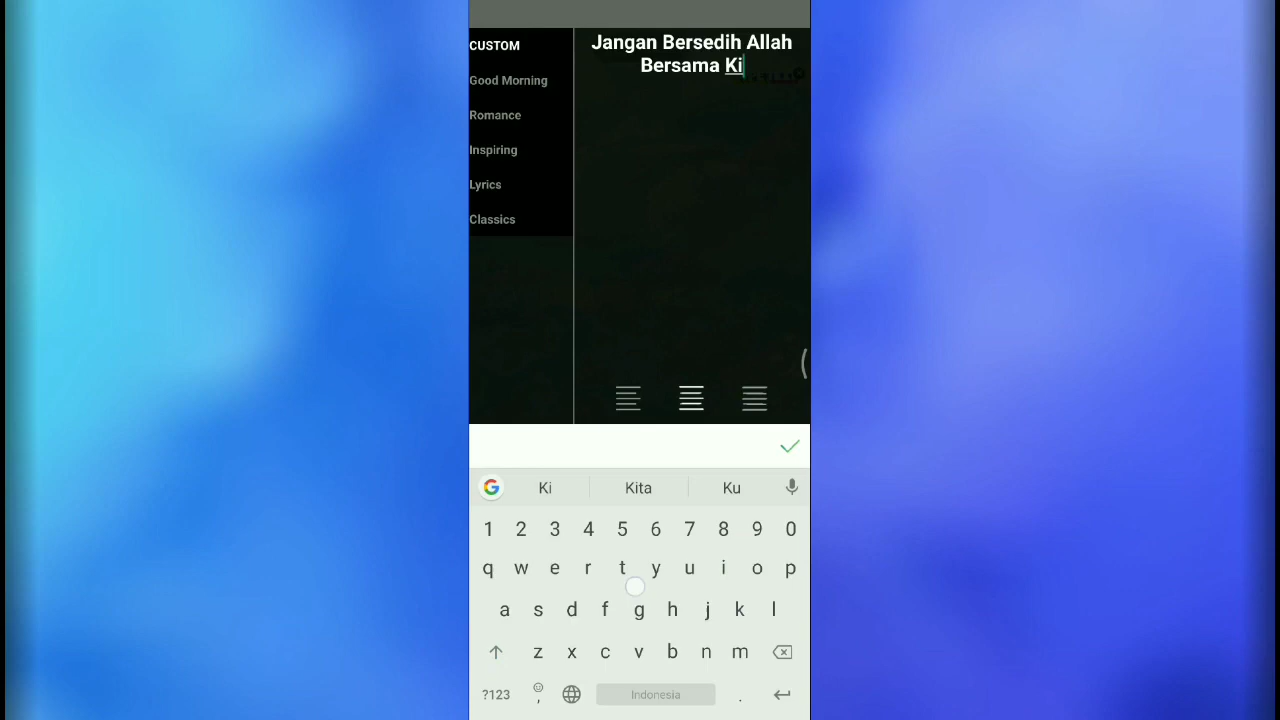 CUSTOM
Good Morning
Romance
Inspiring
Lyrics
Classics
Jangan Bersedih Allah
Bersama Ki
Ki Kita Ku
1 2 3 4 5 6 7 8 9 0
q w e r t y u i o p
a s d f g h j k l
z x c v b n m
?123 , Indonesia .